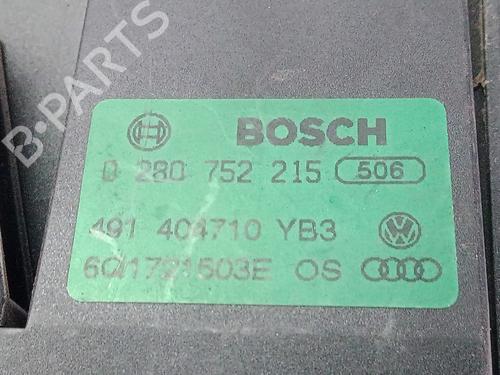 B-PARTS
BOSCH
0 280 752 215 506
491 404710 YB3
6Q1721503E OS